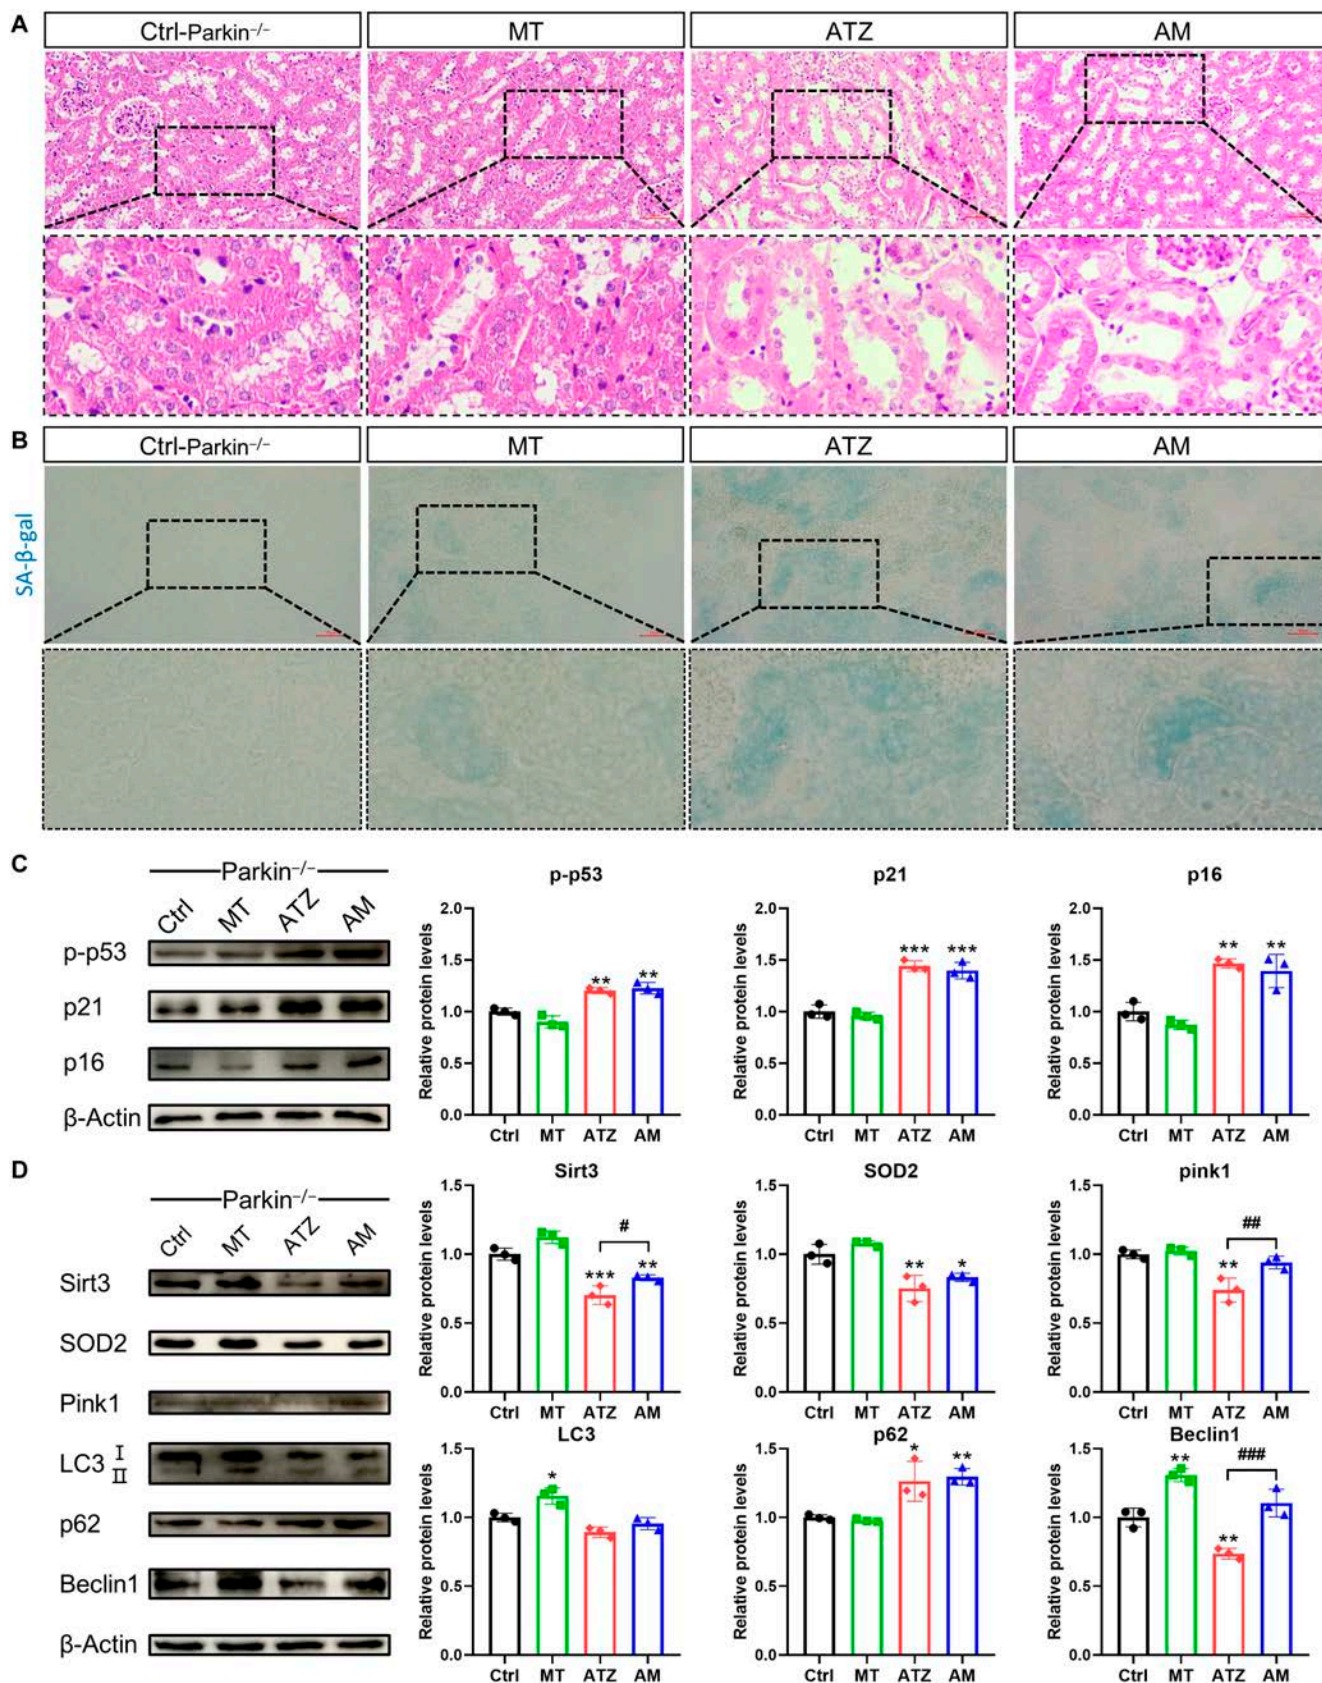 A
Ctrl-Parkin⁻/⁻ MT ATZ AM
B
Ctrl-Parkin⁻/⁻ MT ATZ AM
SA-β-gal
C
Parkin⁻/⁻
Ctrl MT ATZ AM
p-p53
p21
p16
β-Actin
p-p53
Relative protein levels
2.0
1.5
1.0
0.5
0.0
** **
Ctrl MT ATZ AM
p21
Relative protein levels
2.0
1.5
1.0
0.5
0.0
*** ***
Ctrl MT ATZ AM
p16
Relative protein levels
2.0
1.5
1.0
0.5
0.0
** **
Ctrl MT ATZ AM
D
Parkin⁻/⁻
Ctrl MT ATZ AM
Sirt3
SOD2
Pink1
LC3 I
II
p62
Beclin1
β-Actin
Sirt3
Relative protein levels
1.5
1.0
0.5
0.0
#
*** **
Ctrl MT ATZ AM
SOD2
Relative protein levels
1.5
1.0
0.5
0.0
** *
Ctrl MT ATZ AM
pink1
Relative protein levels
1.5
1.0
0.5
0.0
##
**
Ctrl MT ATZ AM
LC3
Relative protein levels
1.5
1.0
0.5
0.0
*
Ctrl MT ATZ AM
p62
Relative protein levels
1.5
1.0
0.5
0.0
* **
Ctrl MT ATZ AM
Beclin1
Relative protein levels
1.5
1.0
0.5
0.0
** ###
**
Ctrl MT ATZ AM